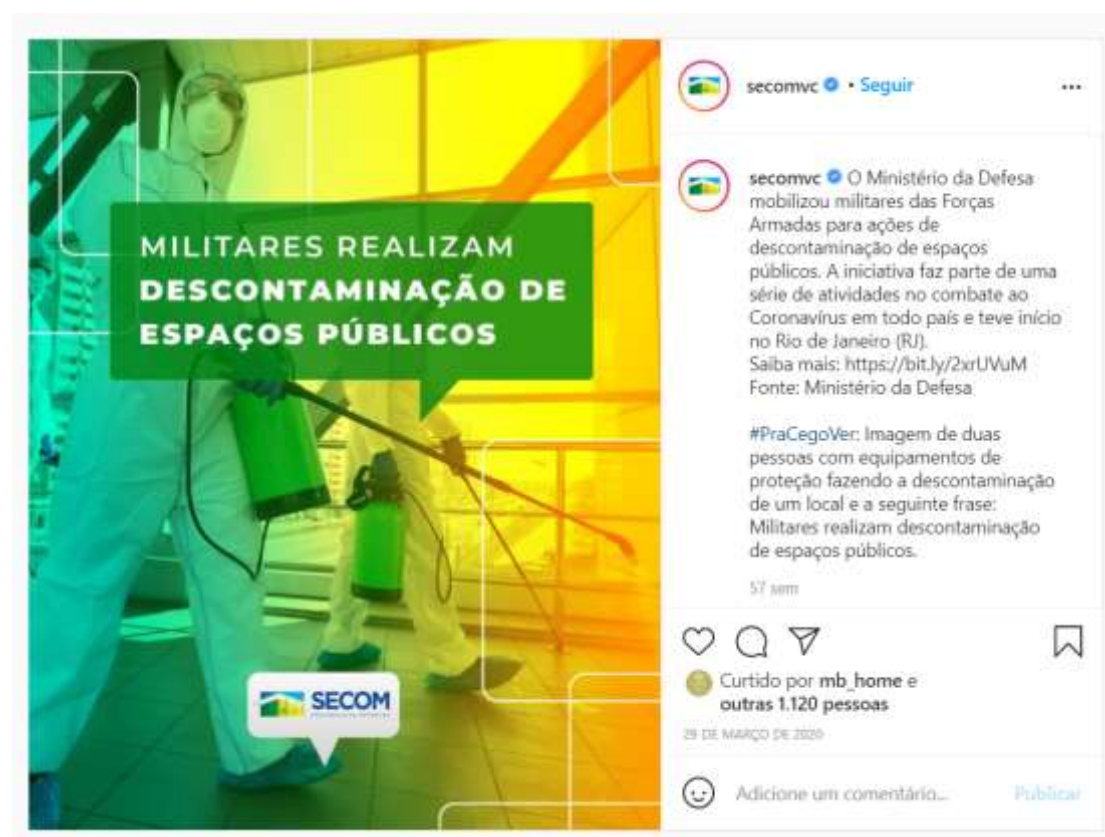 MILITARES REALIZAM
DESCONTAMINAÇÃO DE
ESPAÇOS PÚBLICOS
SECOM
secomvc • Seguir
secomvc O Ministério da Defesa
mobilizou militares das Forças
Armadas para ações de
descontaminação de espaços
públicos. A iniciativa faz parte de uma
série de atividades no combate ao
Coronavírus em todo país e teve início
no Rio de Janeiro (RJ).
Saiba mais: https://bit.ly/2xrUVuM
Fonte: Ministério da Defesa
#PraCegoVer: Imagem de duas
pessoas com equipamentos de
proteção fazendo a descontaminação
de um local e a seguinte frase:
Militares realizam descontaminação
de espaços públicos.
57 sem
Curtido por mb_home e
outras 1.120 pessoas
29 DE MARÇO DE 2020
Adicione um comentário... Publicar